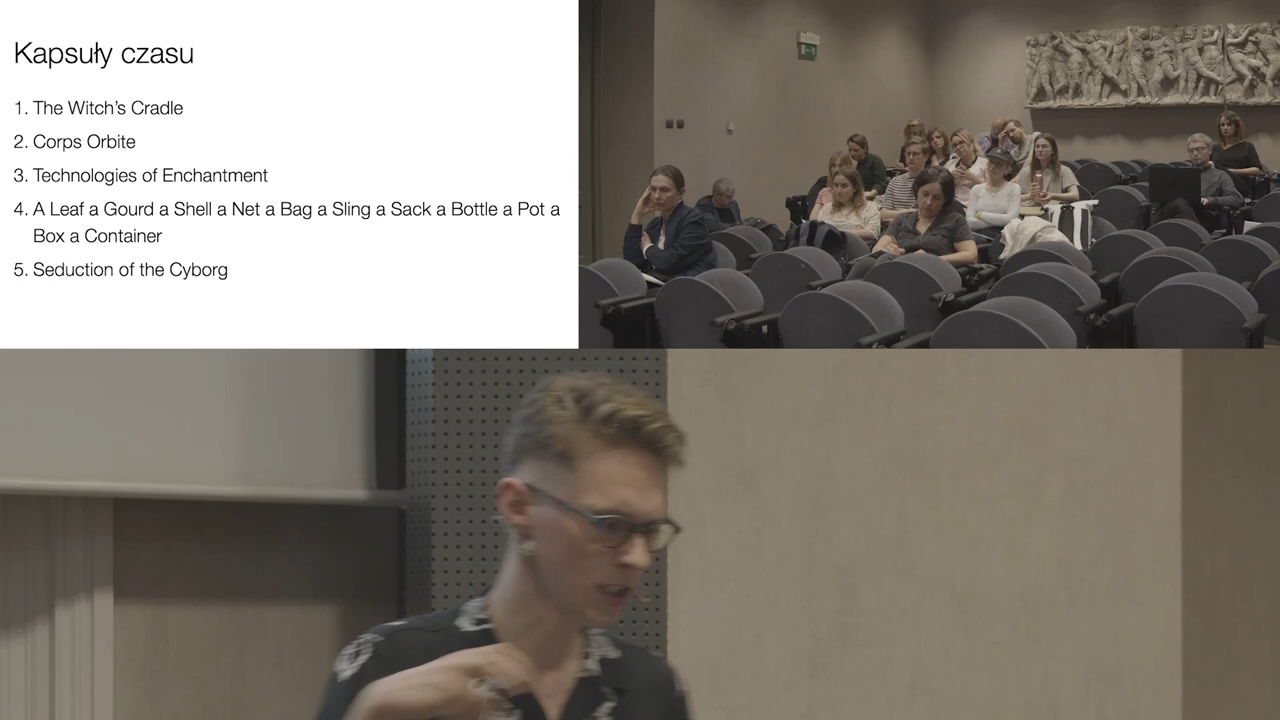 Kapsuły czasu
1. The Witch's Cradle
2. Corps Orbite
3. Technologies of Enchantment
4. A Leaf a Gourd a Shell a Net a Bag a Sling a Sack a Bottle a Pot a
Box a Container
5. Seduction of the Cyborg